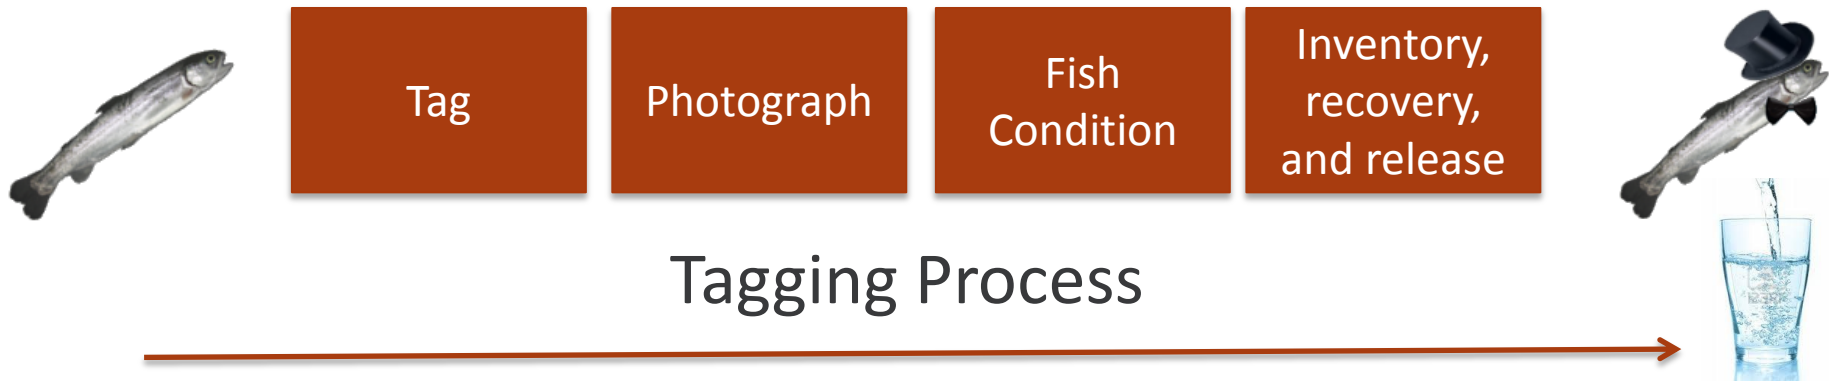 Tag
Photograph
Fish
Condition
Inventory,
recovery,
and release
Tagging Process